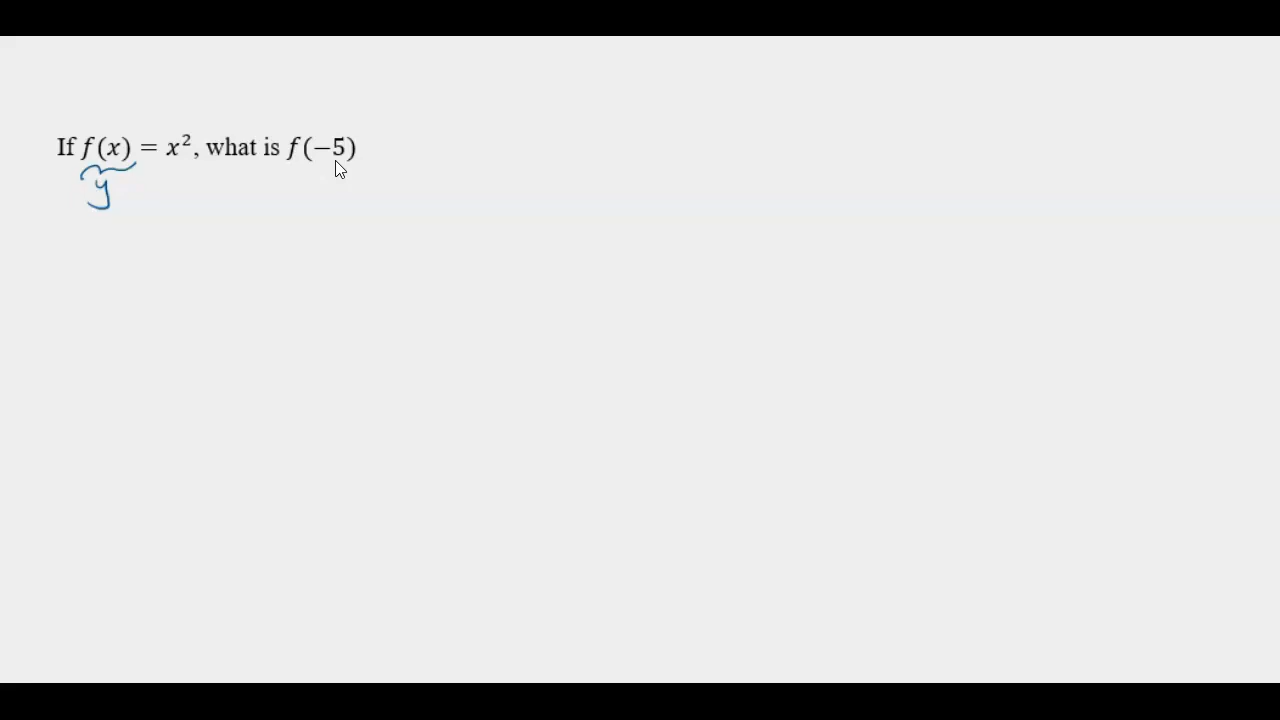 If f(x) = x², what is f(−5)
y